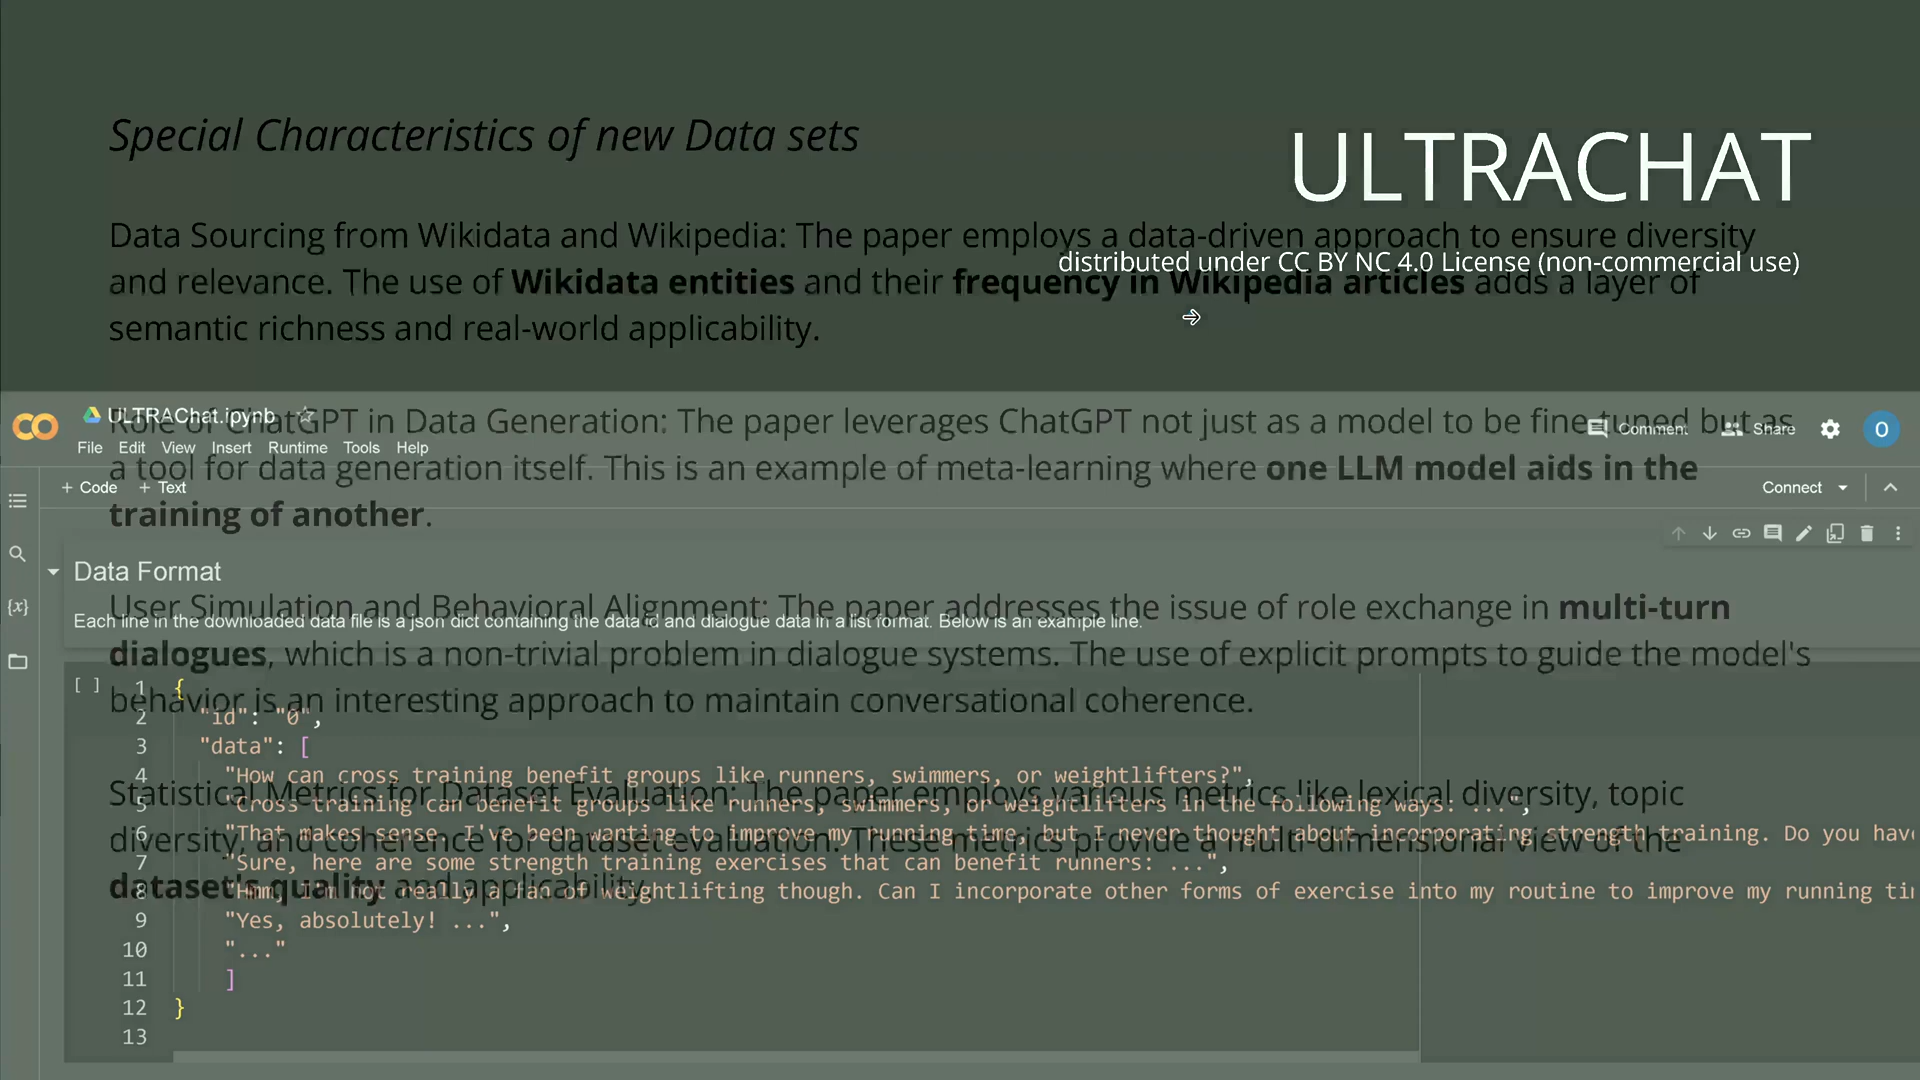 Special Characteristics of new Data sets
ULTRACHAT
Data Sourcing from Wikidata and Wikipedia: The paper employs a data-driven approach to ensure diversity
distributed under CC BY NC 4.0 License (non-commercial use)
and relevance. The use of Wikidata entities and their frequency in Wikipedia articles adds a layer of
semantic richness and real-world applicability.
Role of ChatGPT in Data Generation: The paper leverages ChatGPT not just as a model to be fine-tuned but as
a tool for data generation itself. This is an example of meta-learning where one LLM model aids in the
training of another.
User Simulation and Behavioral Alignment: The paper addresses the issue of role exchange in multi-turn
dialogues, which is a non-trivial problem in dialogue systems. The use of explicit prompts to guide the model's
behavior is an interesting approach to maintain conversational coherence.
Statistical Metrics for Dataset Evaluation: The paper employs various metrics like lexical diversity, topic
diversity, and coherence for dataset evaluation. These metrics provide a multi-dimensional view of the
dataset's quality and applicability.
ULTRAChat.ipynb
Comment Share O
File Edit View Insert Runtime Tools Help
+ Code + Text Connect
Data Format
Each line in the downloaded data file is a json dict containing the data id and dialogue data in a list format. Below is an example line.
[ ] 1 {
2 "id": "0",
3 "data": [
4 "How can cross training benefit groups like runners, swimmers, or weightlifters?",
5 "Cross training can benefit groups like runners, swimmers, or weightlifters in the following ways: ...",
6 "That makes sense. I've been wanting to improve my running time, but I never thought about incorporating strength training. Do you have
7 "Sure, here are some strength training exercises that can benefit runners: ...",
8 "Hmm, I'm not really a fan of weightlifting though. Can I incorporate other forms of exercise into my routine to improve my running ti
9 "Yes, absolutely! ...",
10 "..."
11 ]
12 }
13